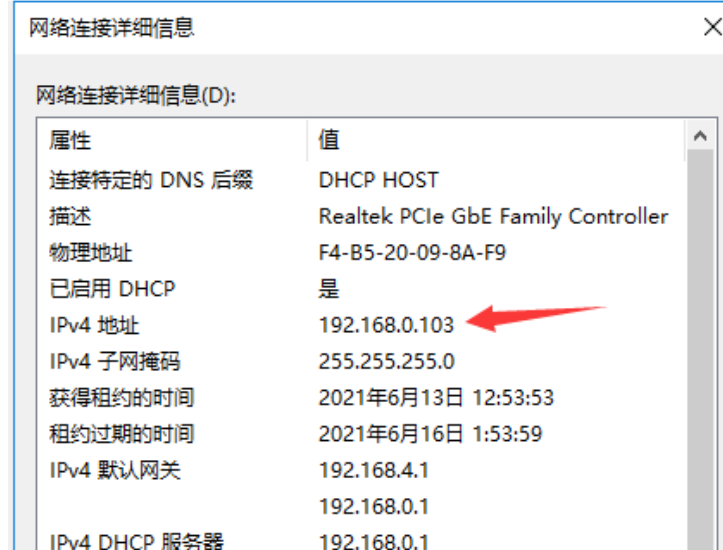 网络连接详细信息
网络连接详细信息(D):
属性 值
连接特定的 DNS 后缀 DHCP HOST
描述 Realtek PCIe GbE Family Controller
物理地址 F4-B5-20-09-8A-F9
已启用 DHCP 是
IPv4 地址 192.168.0.103
IPv4 子网掩码 255.255.255.0
获得租约的时间 2021年6月13日 12:53:53
租约过期的时间 2021年6月16日 1:53:59
IPv4 默认网关 192.168.4.1
192.168.0.1
IPv4 DHCP 服务器 192.168.0.1